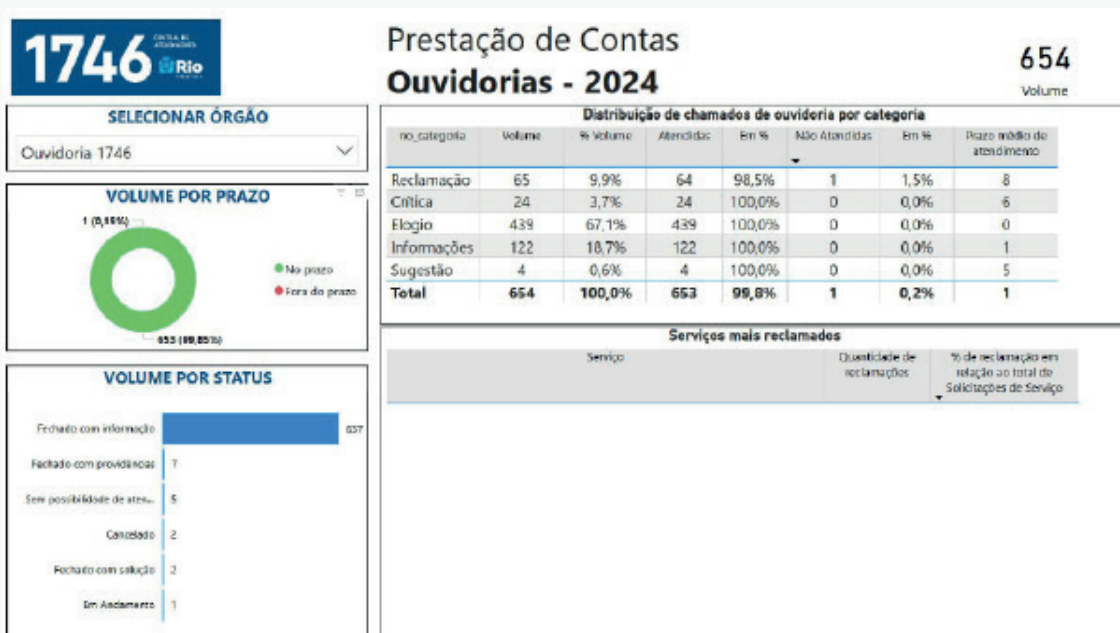 1746
CENTRAL DE
ATENDIMENTO
Rio
Prestação de Contas
Ouvidorias - 2024
654
Volume
SELECIONAR ÓRGÃO
Ouvidoria 1746
VOLUME POR PRAZO
1 (0,15%)
No prazo
Fora do prazo
653 (99,85%)
VOLUME POR STATUS
Fechado com informação 637
Fechado com providências 7
Sem possibilidade de aten... 5
Cancelado 2
Fechado com solução 2
Em Andamento 1
Distribuição de chamados de ouvidoria por categoria
no_categoria Volume % Volume Atendidas Em % Não Atendidas Em % Prazo médio de
atendimento
Reclamação 65 9,9% 64 98,5% 1 1,5% 8
Crítica 24 3,7% 24 100,0% 0 0,0% 6
Elogio 439 67,1% 439 100,0% 0 0,0% 0
Informações 122 18,7% 122 100,0% 0 0,0% 1
Sugestão 4 0,6% 4 100,0% 0 0,0% 5
Total 654 100,0% 653 99,8% 1 0,2% 1
Serviços mais reclamados
Serviço Quantidade de
reclamações
% de reclamação em
relação ao total de
Solicitações de Serviço